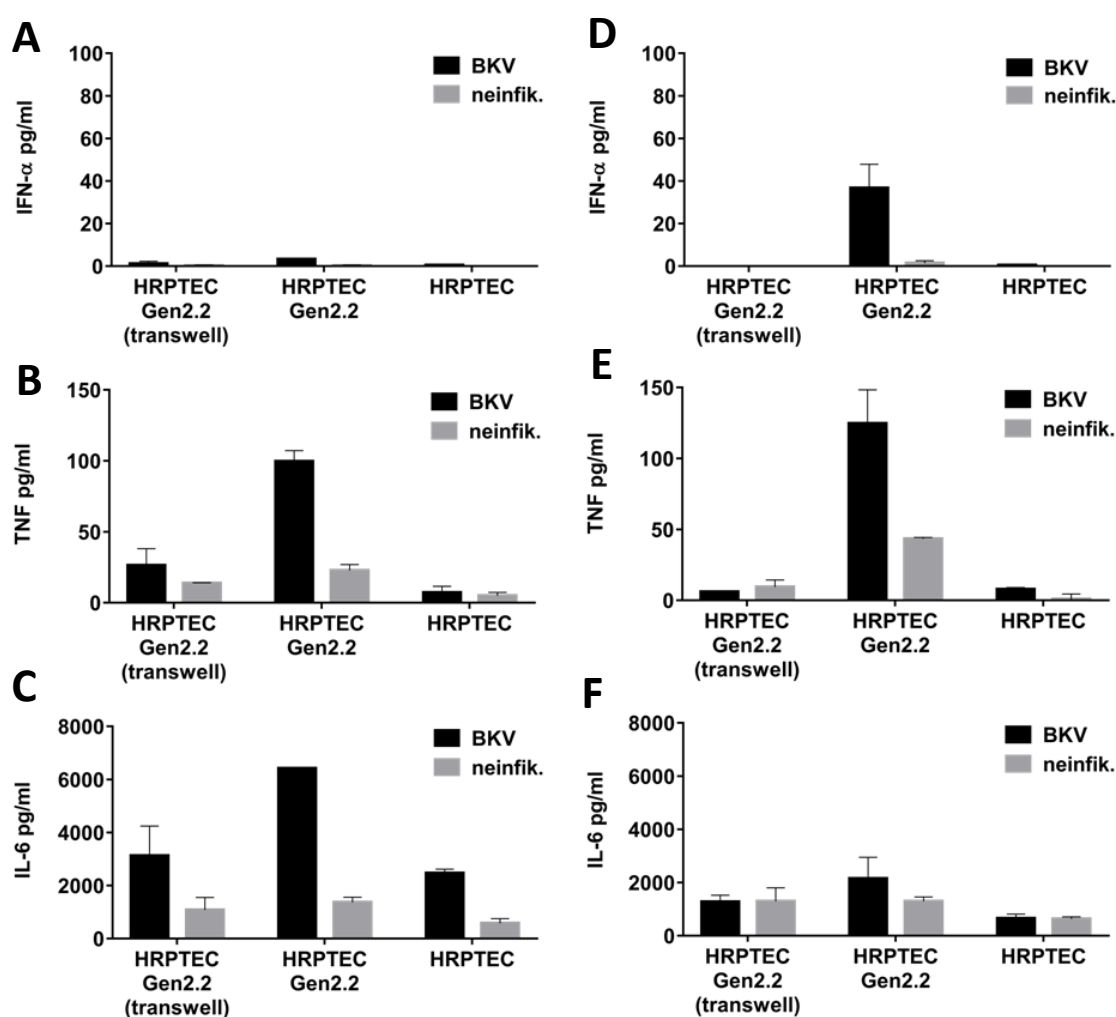 A
IFN-α pg/ml
100
80
60
40
20
0
BKV
neinfik.
HRPTEC
Gen2.2
(transwell)
HRPTEC
Gen2.2
HRPTEC
D
IFN-α pg/ml
100
80
60
40
20
0
BKV
neinfik.
HRPTEC
Gen2.2
(transwell)
HRPTEC
Gen2.2
HRPTEC
B
TNF pg/ml
150
100
50
0
BKV
neinfik.
HRPTEC
Gen2.2
(transwell)
HRPTEC
Gen2.2
HRPTEC
E
TNF pg/ml
150
100
50
0
BKV
neinfik.
HRPTEC
Gen2.2
(transwell)
HRPTEC
Gen2.2
HRPTEC
C
IL-6 pg/ml
8000
6000
4000
2000
0
BKV
neinfik.
HRPTEC
Gen2.2
(transwell)
HRPTEC
Gen2.2
HRPTEC
F
IL-6 pg/ml
8000
6000
4000
2000
0
BKV
neinfik.
HRPTEC
Gen2.2
(transwell)
HRPTEC
Gen2.2
HRPTEC